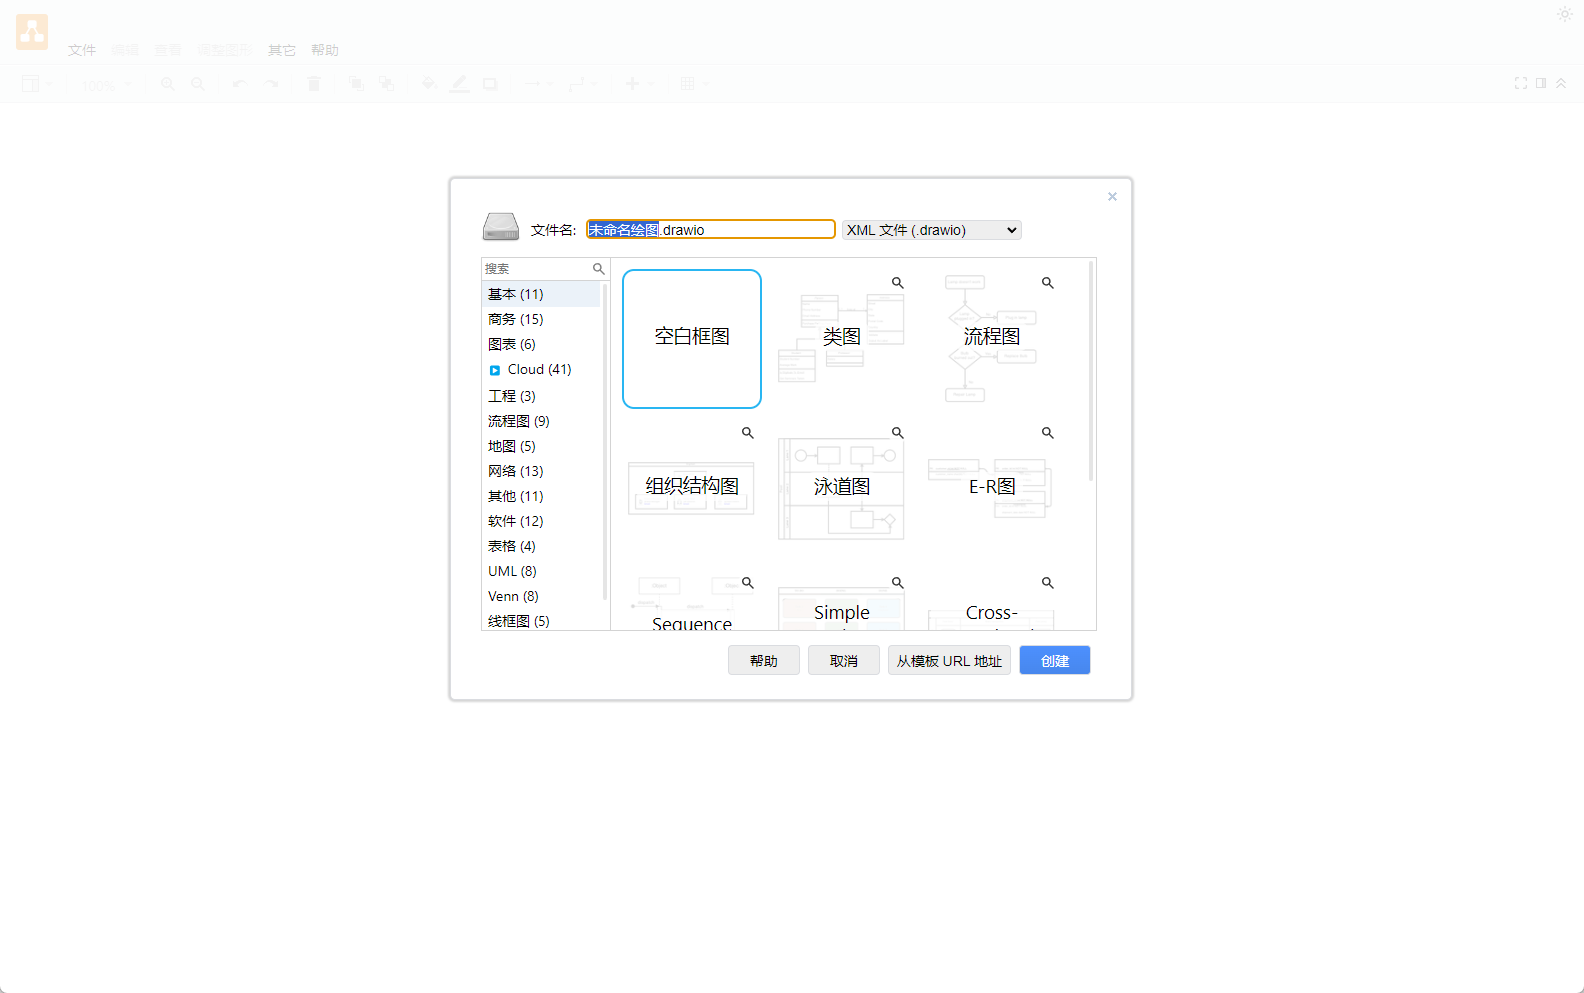 文件 编辑 查看 调整图形 其它 帮助
100%
文件名: 未命名绘图.drawio XML 文件 (.drawio)
搜索
基本 (11)
商务 (15)
图表 (6)
Cloud (41)
工程 (3)
流程图 (9)
地图 (5)
网络 (13)
其他 (11)
软件 (12)
表格 (4)
UML (8)
Venn (8)
线框图 (5)
空白框图 类图 流程图
组织结构图 泳道图 E-R图
Sequence Simple Cross-
帮助 取消 从模板 URL 地址 创建